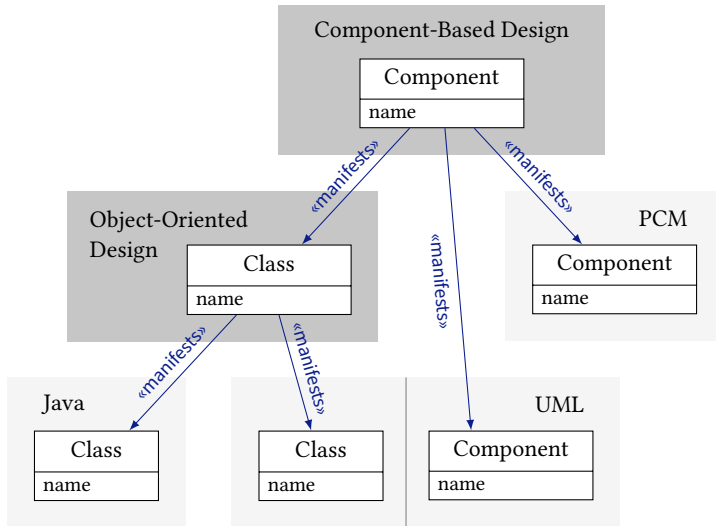 Component-Based Design
Component
name
«manifests»
«manifests»
«manifests»
Object-Oriented
Design
Class
name
PCM
Component
name
«manifests»
«manifests»
Java
Class
name
Class
name
UML
Component
name